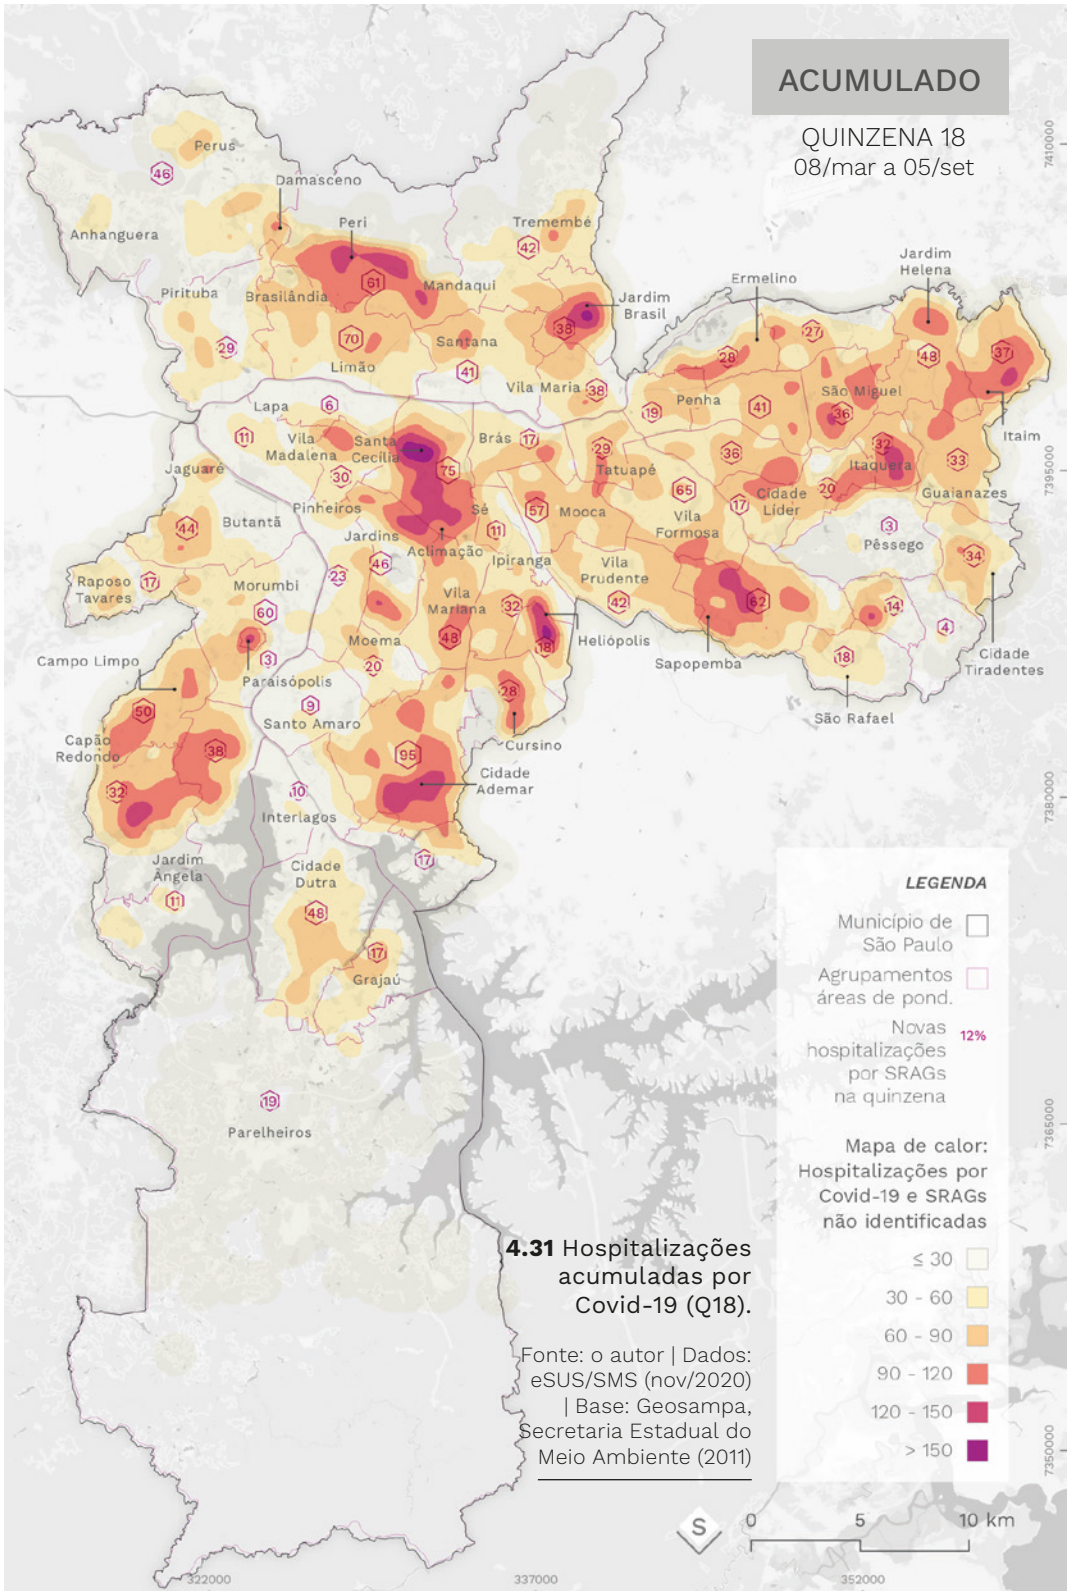 ACUMULADO
QUINZENA 18
08/mar a 05/set
7410000
Perus
46
Damasceno
Anhanguera
Peri
Tremembé
42
Jardim
Helena
Ermelino
Pirituba
Brasilândia
61
Mandaqui
Jardim
Brasil
38
27
29
70
Limão
Santana
41
28
48
37
Vila Maria
38
São Miguel
Penha
19
41
36
Lapa
6
11
Vila
Madalena
Santa
Cecília
Brás
17
29
Tatuapé
36
32
Itaquera
Itaim
33
7395000
Jaguaré
30
75
65
20
Guaianazes
Pinheiros
Sé
57
Mooca
17
Cidade
Líder
Vila
Formosa
44
Butantã
Jardins
Aclimação
11
3
Pêssego
46
Ipiranga
Vila
Prudente
34
Raposo
Tavares
17
Morumbi
23
Vila
Mariana
60
32
42
62
14
4
Moema
48
18
Heliópolis
Campo Limpo
3
20
Sapopemba
18
Cidade
Tiradentes
Paraisópolis
28
50
9
Santo Amaro
São Rafael
Capão
Redondo
38
95
Cursino
32
Cidade
Ademar
10
Interlagos
7380000
17
Jardim
Ângela
Cidade
Dutra
11
48
17
Grajaú
LEGENDA
Município de
São Paulo
Agrupamentos
áreas de pond.
Novas
hospitalizações
por SRAGs
na quinzena
12%
19
Parelheiros
7365000
Mapa de calor:
Hospitalizações por
Covid-19 e SRAGs
não identificadas
≤ 30
30 - 60
60 - 90
90 - 120
120 - 150
> 150
4.31 Hospitalizações
acumuladas por
Covid-19 (Q18).
Fonte: o autor | Dados:
eSUS/SMS (nov/2020)
| Base: Geosampa,
Secretaria Estadual do
Meio Ambiente (2011)
7350000
S
0 5 10 km
322000
337000
352000